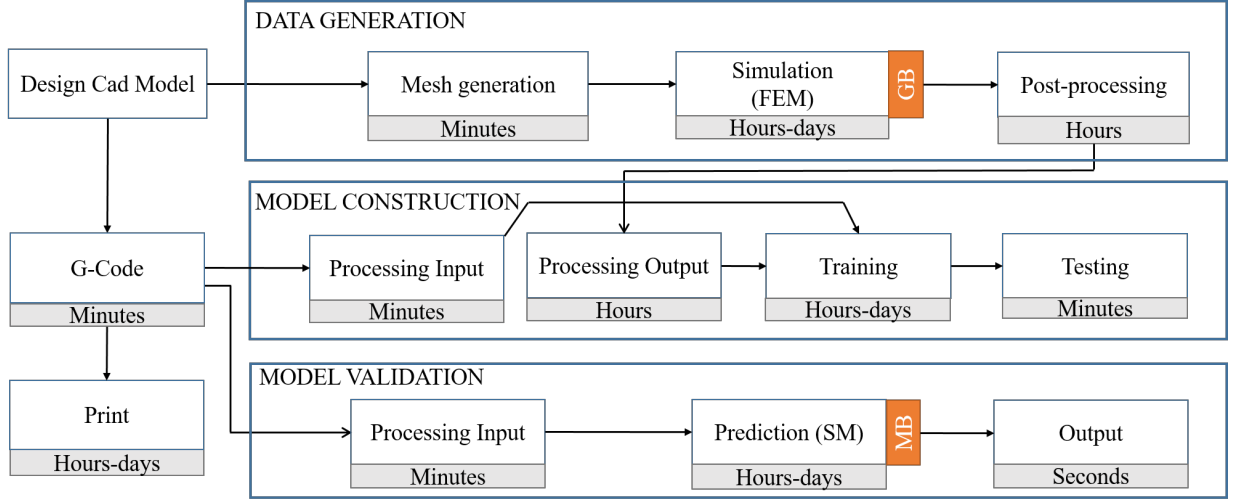 DATA GENERATION
Design Cad Model
Mesh generation
Minutes
Simulation
(FEM)
Hours-days
GB
Post-processing
Hours
MODEL CONSTRUCTION
G-Code
Minutes
Processing Input
Minutes
Processing Output
Hours
Training
Hours-days
Testing
Minutes
Print
Hours-days
MODEL VALIDATION
Processing Input
Minutes
Prediction (SM)
Hours-days
MB
Output
Seconds